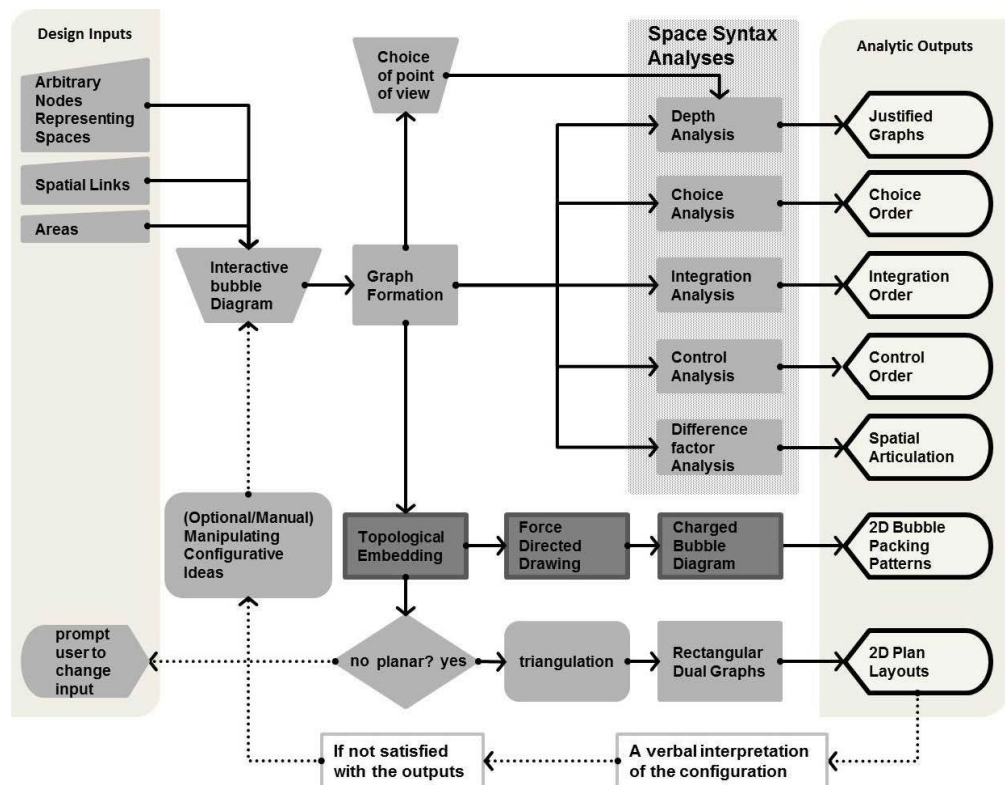 Design Inputs
Arbitrary
Nodes
Representing
Spaces
Spatial Links
Areas
Interactive
bubble
Diagram
Choice
of point
of view
Graph
Formation
Space Syntax
Analyses
Depth
Analysis
Choice
Analysis
Integration
Analysis
Control
Analysis
Difference
factor
Analysis
Analytic Outputs
Justified
Graphs
Choice
Order
Integration
Order
Control
Order
Spatial
Articulation
(Optional/Manual)
Manipulating
Configurative
Ideas
Topological
Embedding
Force
Directed
Drawing
Charged
Bubble
Diagram
2D Bubble
Packing
Patterns
prompt
user to
change
input
no planar? yes
triangulation
Rectangular
Dual Graphs
2D Plan
Layouts
If not satisfied
with the outputs
A verbal interpretation
of the configuration